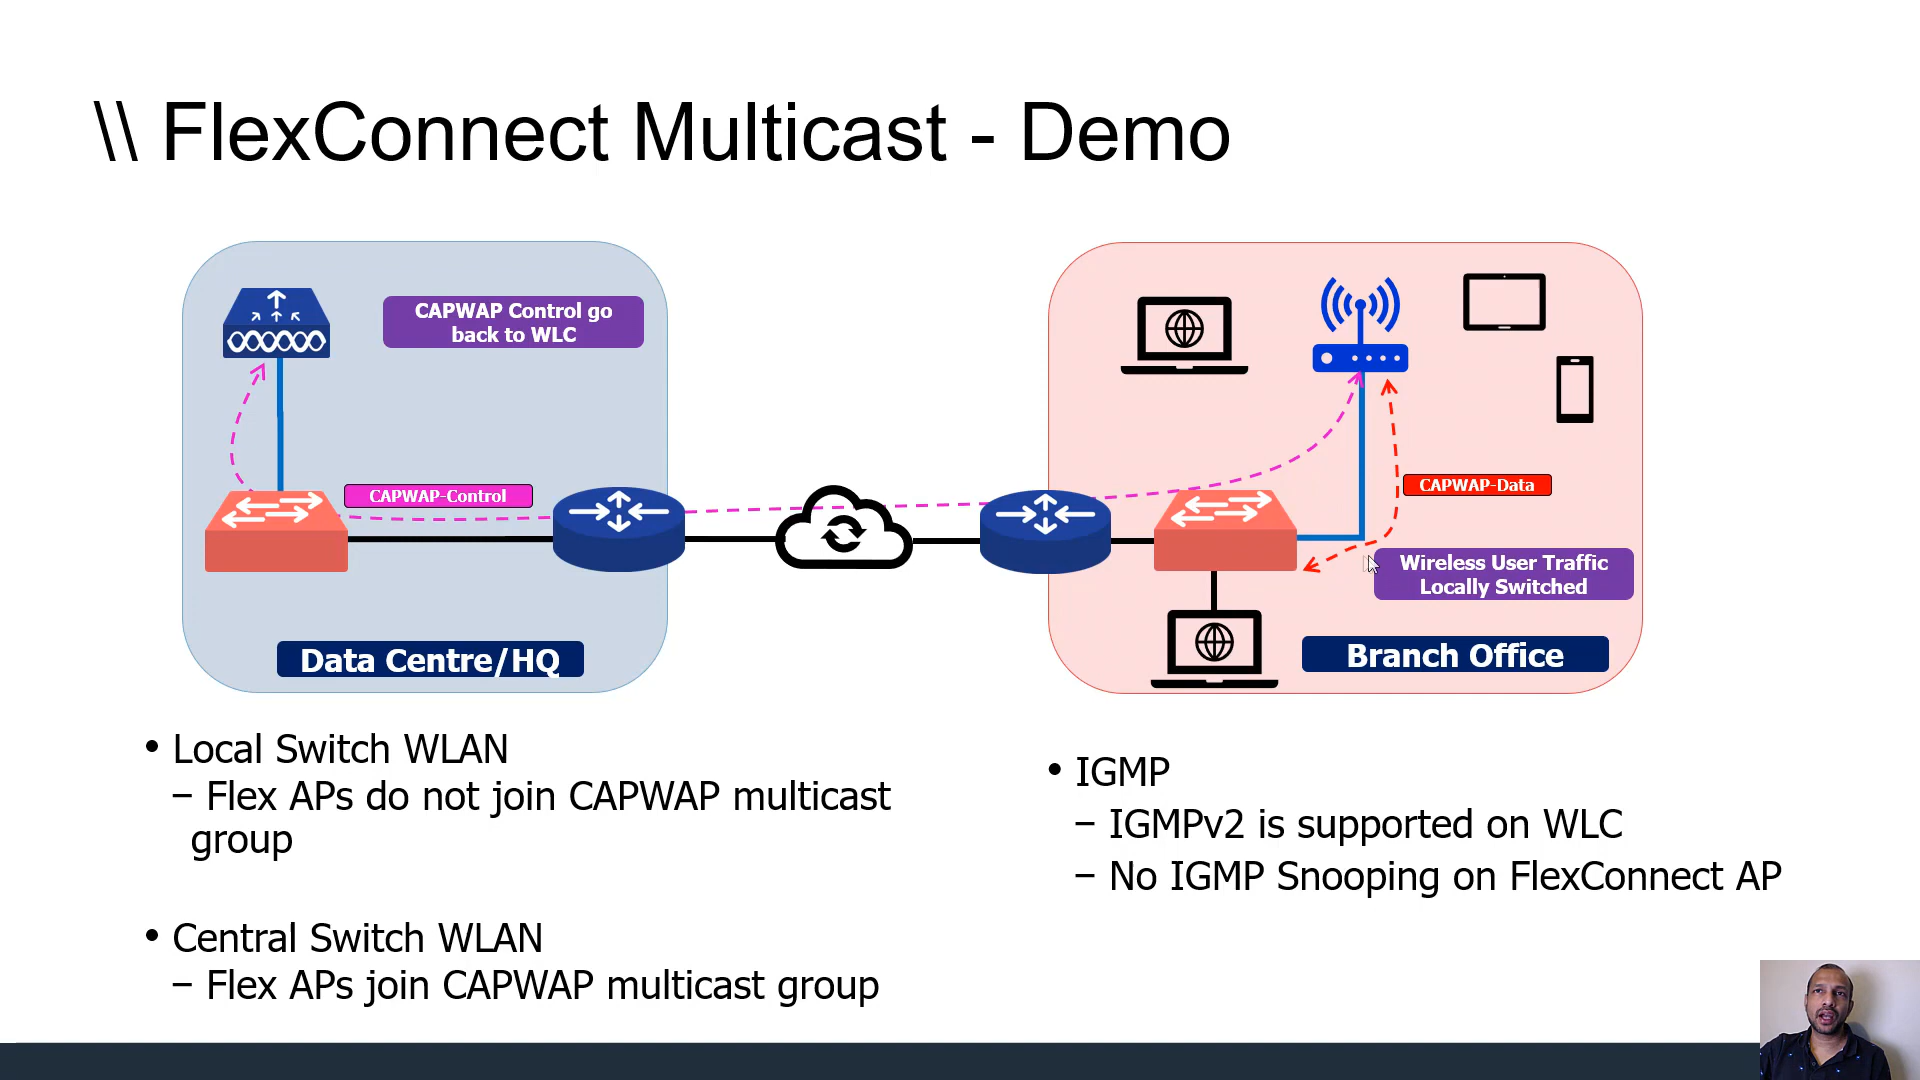 \\ FlexConnect Multicast - Demo
CAPWAP Control go
back to WLC
CAPWAP-Control
CAPWAP-Data
Wireless User Traffic
Locally Switched
Data Centre/HQ
Branch Office
• Local Switch WLAN
− Flex APs do not join CAPWAP multicast
group
• Central Switch WLAN
− Flex APs join CAPWAP multicast group
• IGMP
− IGMPv2 is supported on WLC
− No IGMP Snooping on FlexConnect AP